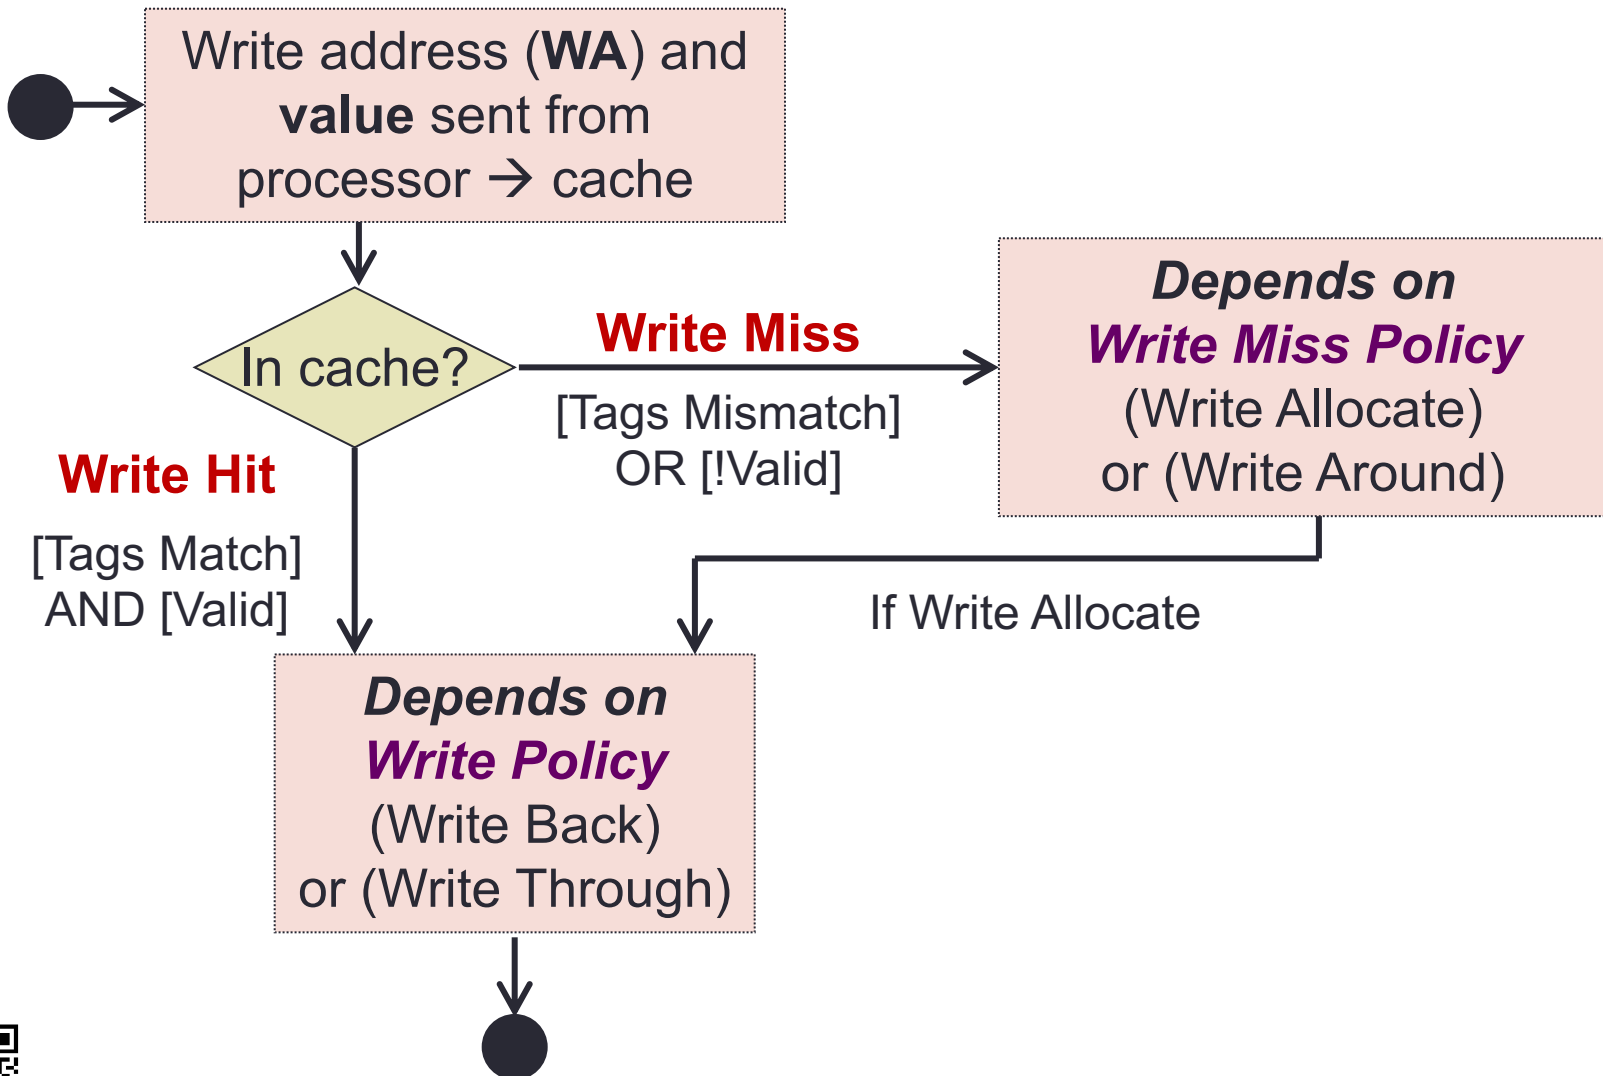 Write address (WA) and
value sent from
processor → cache
In cache?
Write Miss
[Tags Mismatch]
OR [!Valid]
Depends on
Write Miss Policy
(Write Allocate)
or (Write Around)
Write Hit
[Tags Match]
AND [Valid]
If Write Allocate
Depends on
Write Policy
(Write Back)
or (Write Through)